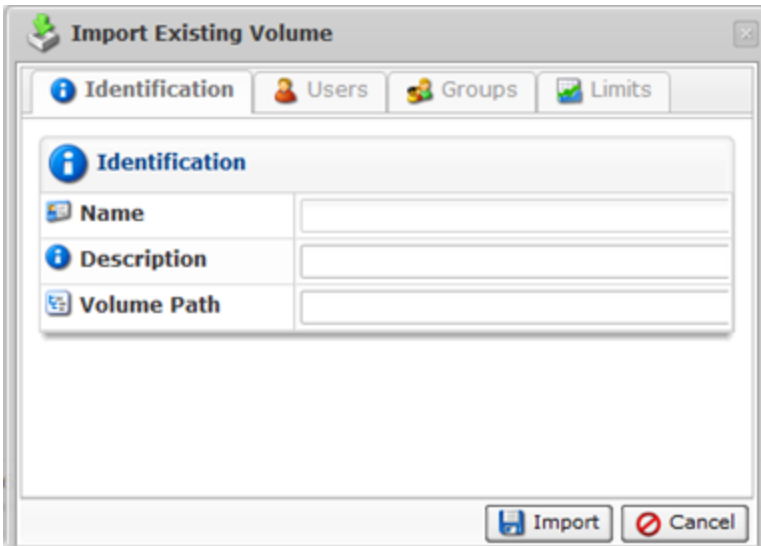 Import Existing Volume
Identification Users Groups Limits
Identification
Name
Description
Volume Path
Import Cancel